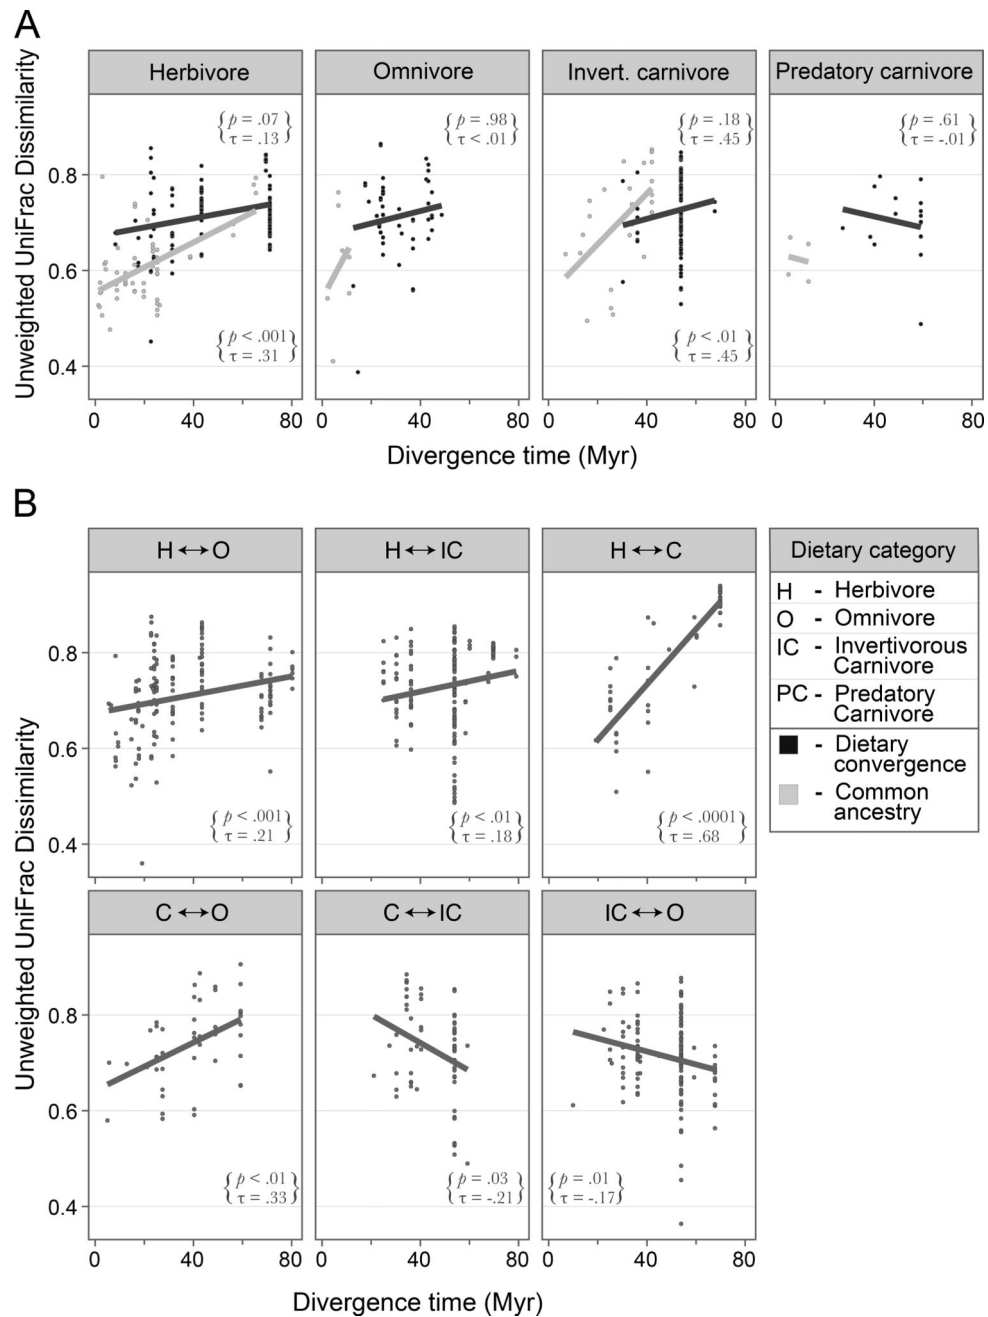 A
Herbivore
Omnivore
Invert. carnivore
Predatory carnivore
Unweighted UniFrac Dissimilarity
0.8
0.6
0.4
{p = .07
τ = .13}
{p < .001
τ = .31}
{p = .98
τ < .01}
{p = .18
τ = .45}
{p < .01
τ = .45}
{p = .61
τ = -.01}
0 40 80
0 40 80
0 40 80
0 40 80
Divergence time (Myr)
B
H ↔ O
H ↔ IC
H ↔ C
Dietary category
H - Herbivore
O - Omnivore
IC - Invertivorous
Carnivore
PC - Predatory
Carnivore
- Dietary
convergence
- Common
ancestry
Unweighted UniFrac Dissimilarity
0.8
0.6
0.4
{p < .001
τ = .21}
{p < .01
τ = .18}
{p < .0001
τ = .68}
C ↔ O
C ↔ IC
IC ↔ O
0.8
0.6
0.4
{p < .01
τ = .33}
{p = .03
τ = -.21}
{p = .01
τ = -.17}
0 40 80
0 40 80
0 40 80
Divergence time (Myr)